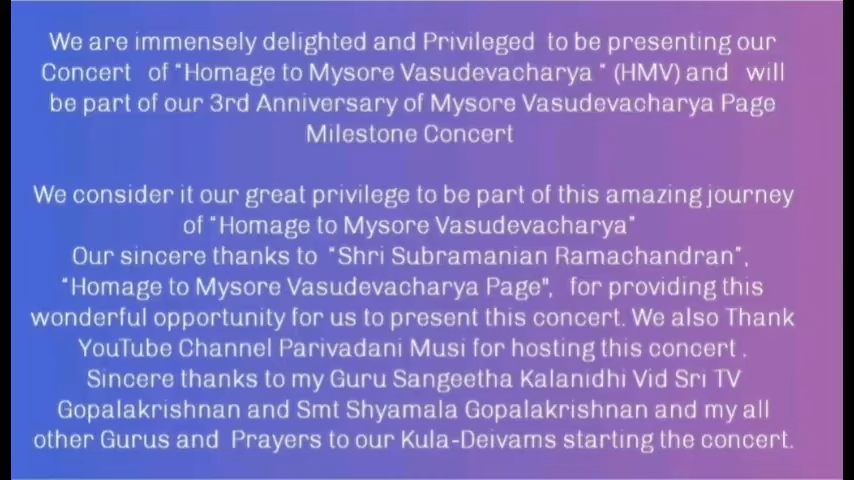 We are immensely delighted and Privileged to be presenting our
Concert of "Homage to Mysore Vasudevacharya " (HMV) and will
be part of our 3rd Anniversary of Mysore Vasudevacharya Page
Milestone Concert
We consider it our great privilege to be part of this amazing journey
of "Homage to Mysore Vasudevacharya"
Our sincere thanks to "Shri Subramanian Ramachandran",
"Homage to Mysore Vasudevacharya Page", for providing this
wonderful opportunity for us to present this concert. We also Thank
YouTube Channel Parivadani Musi for hosting this concert .
Sincere thanks to my Guru Sangeetha Kalanidhi Vid Sri TV
Gopalakrishnan and Smt Shyamala Gopalakrishnan and my all
other Gurus and Prayers to our Kula-Deivams starting the concert.